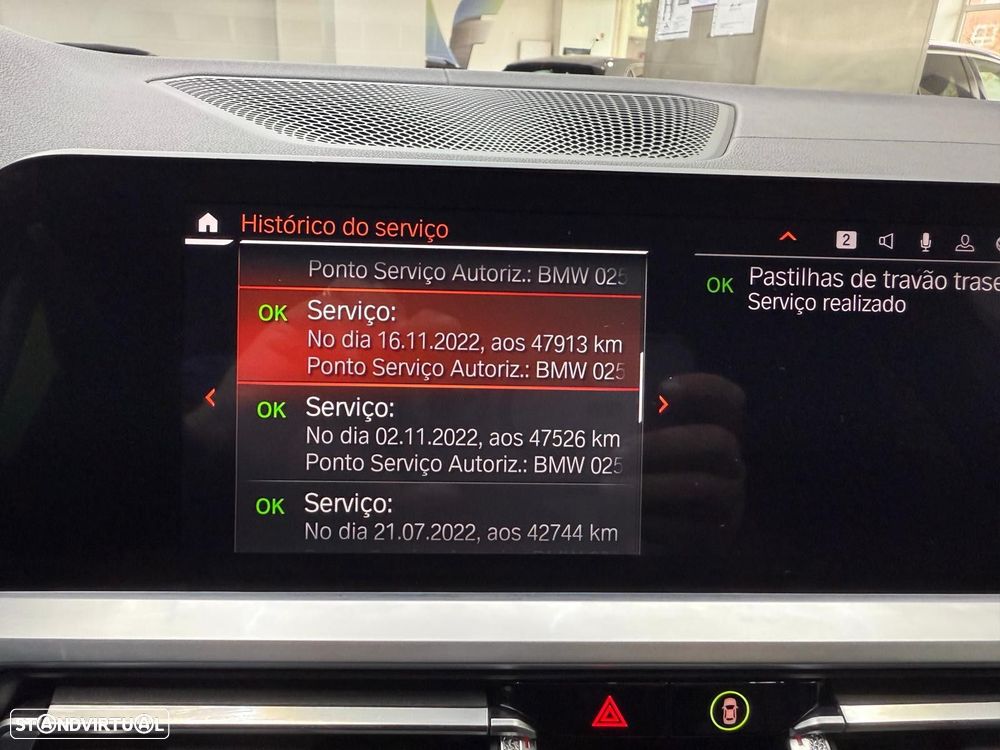 Histórico do serviço
2
Ponto Serviço Autoriz.: BMW 025
OK Serviço:
No dia 16.11.2022, aos 47913 km
Ponto Serviço Autoriz.: BMW 025
OK Serviço:
No dia 02.11.2022, aos 47526 km
Ponto Serviço Autoriz.: BMW 025
OK Serviço:
No dia 21.07.2022, aos 42744 km
OK Pastilhas de travão trase
Serviço realizado
STANDVIRTUAL